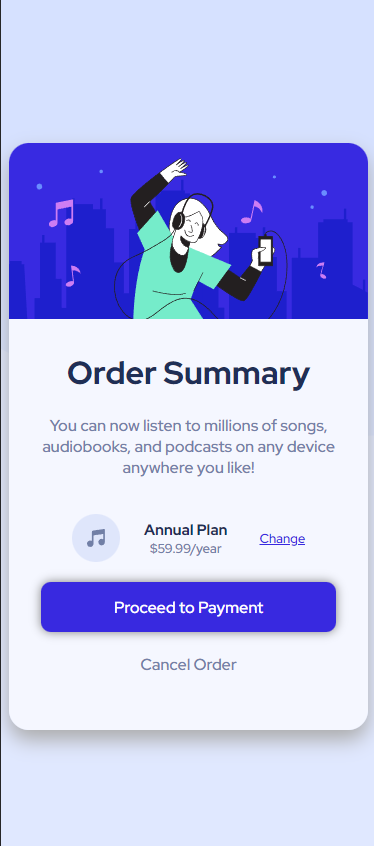 Order Summary
You can now listen to millions of songs,
audiobooks, and podcasts on any device
anywhere you like!
Annual Plan
$59.99/year
Change
Proceed to Payment
Cancel Order